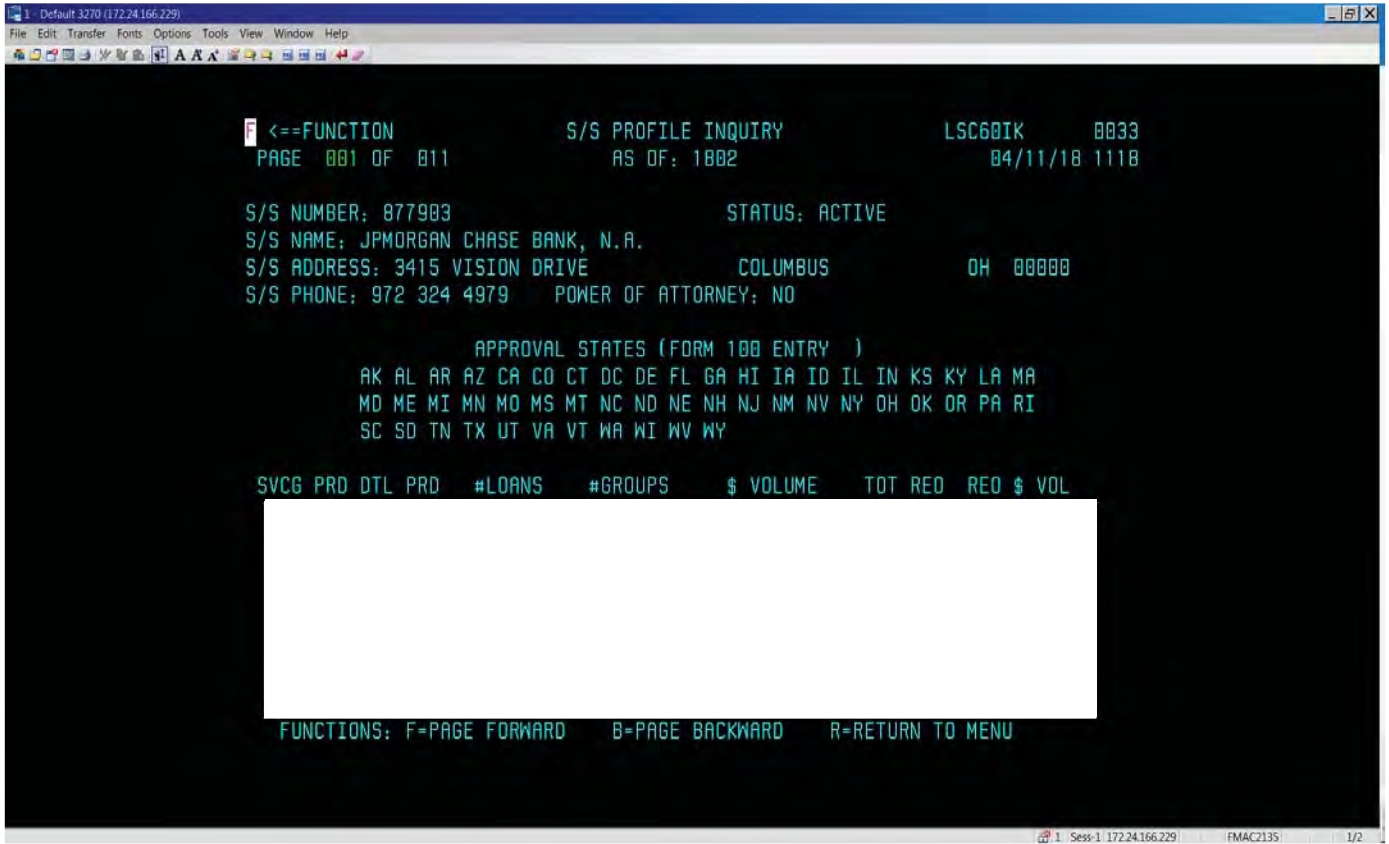 1 - Default 3270 (172.24.166.229)
File Edit Transfer Fonts Options Tools View Window Help
F <==FUNCTION S/S PROFILE INQUIRY LSC60IK 0033
PAGE 001 OF 011 AS OF: 1802 04/11/18 1118
S/S NUMBER: 877903 STATUS: ACTIVE
S/S NAME: JPMORGAN CHASE BANK, N.A.
S/S ADDRESS: 3415 VISION DRIVE COLUMBUS OH 00000
S/S PHONE: 972 324 4979 POWER OF ATTORNEY: NO
APPROVAL STATES (FORM 100 ENTRY )
AK AL AR AZ CA CO CT DC DE FL GA HI IA ID IL IN KS KY LA MA
MD ME MI MN MO MS MT NC ND NE NH NJ NM NV NY OH OK OR PA RI
SC SD TN TX UT VA VT WA WI WV WY
SVCG PRD DTL PRD #LOANS #GROUPS $ VOLUME TOT REO REO $ VOL
FUNCTIONS: F=PAGE FORWARD B=PAGE BACKWARD R=RETURN TO MENU
1 Sess-1 172.24.166.229 FMAC2135 1/2